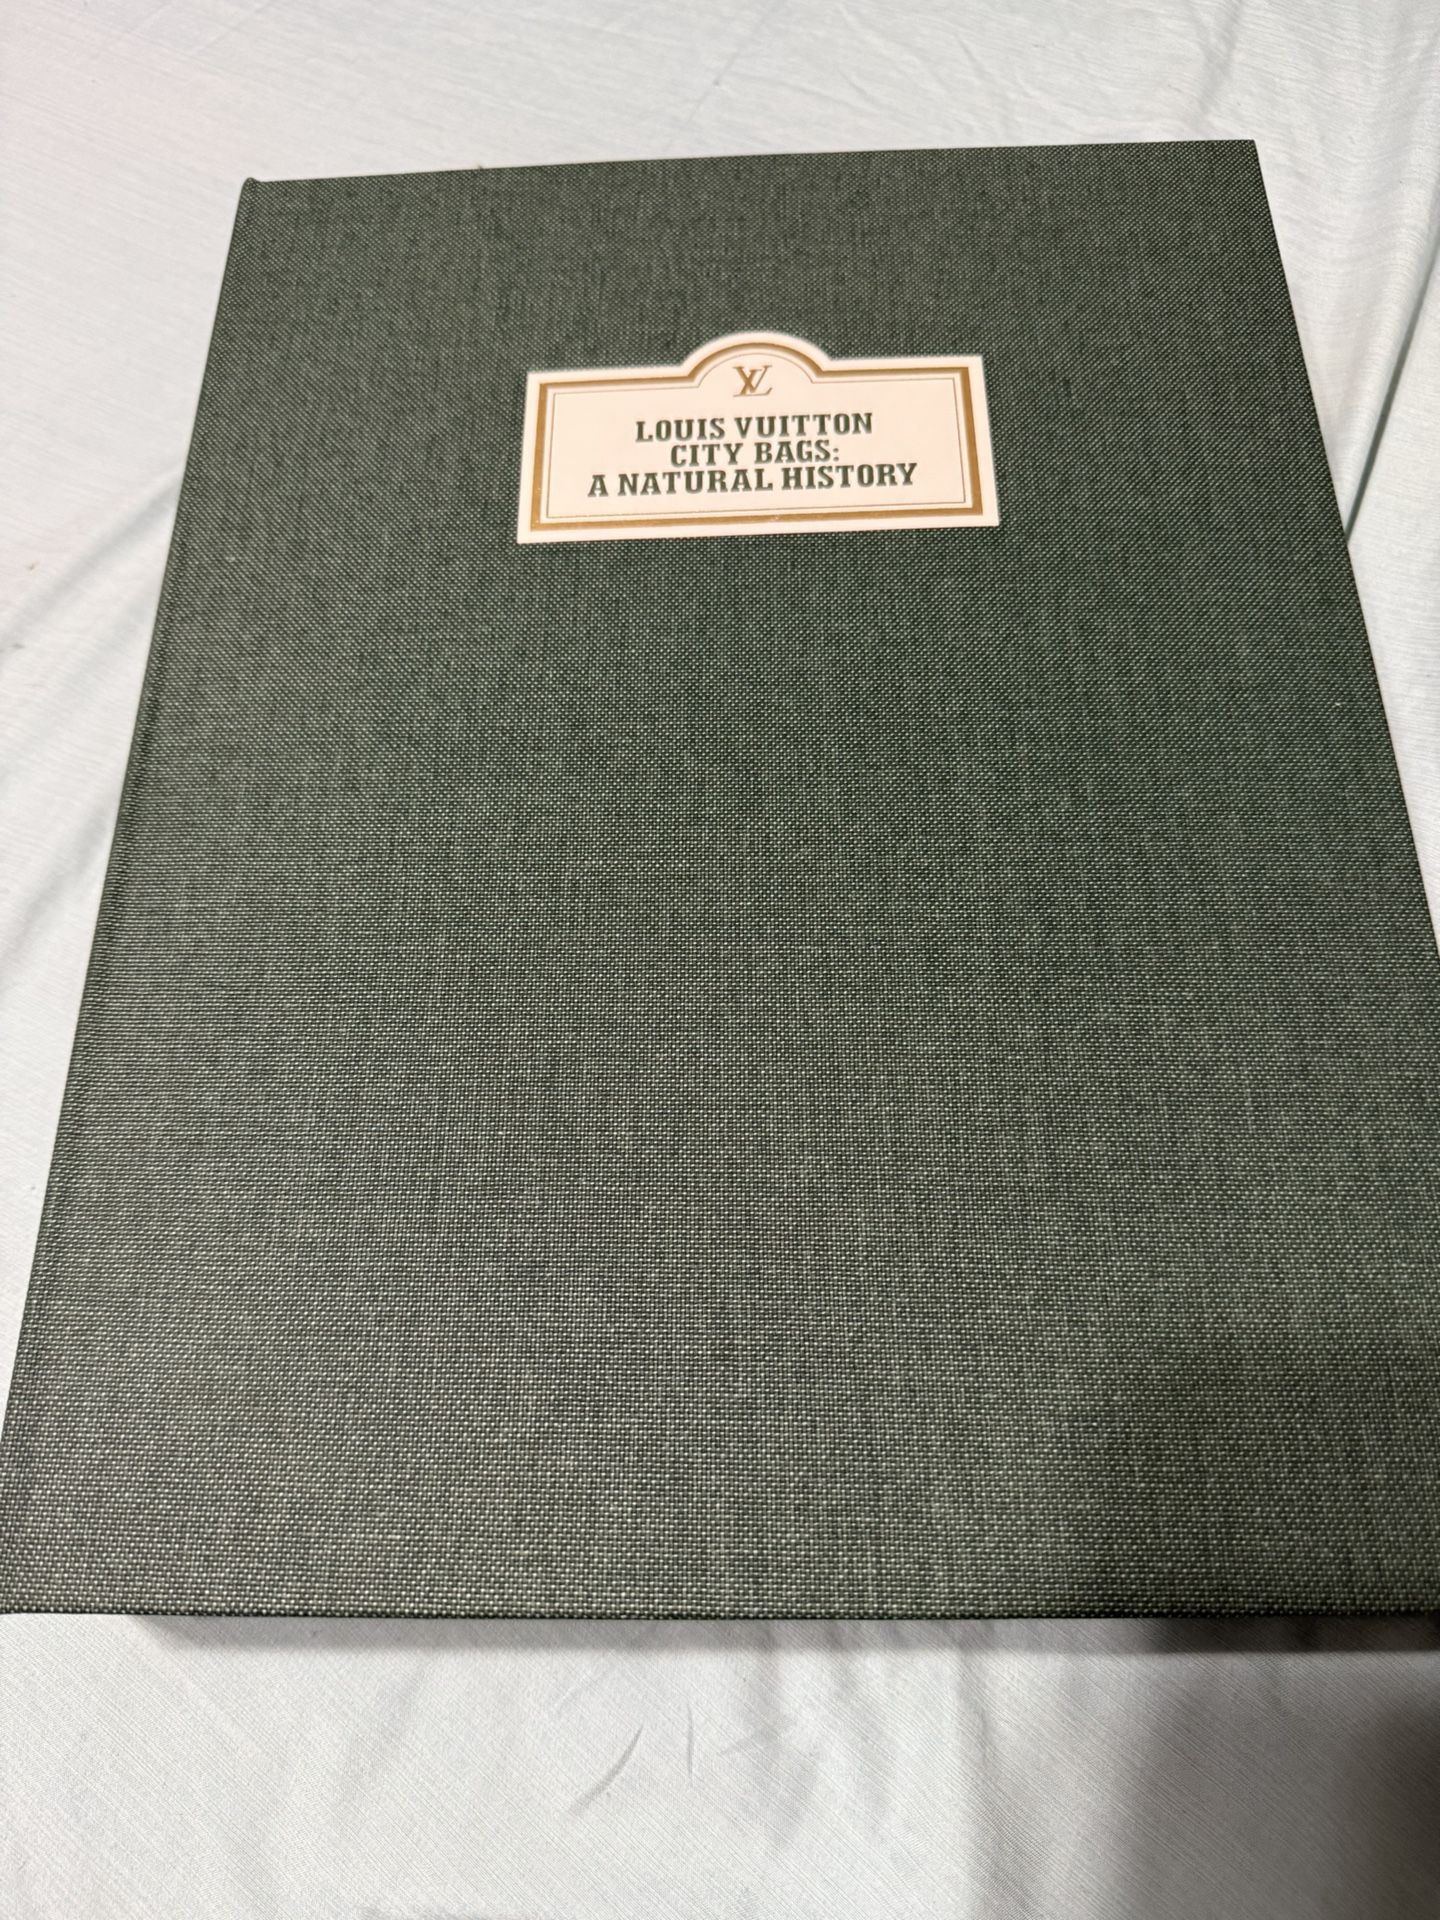 LV
LOUIS VUITTON
CITY BAGS:
A NATURAL HISTORY